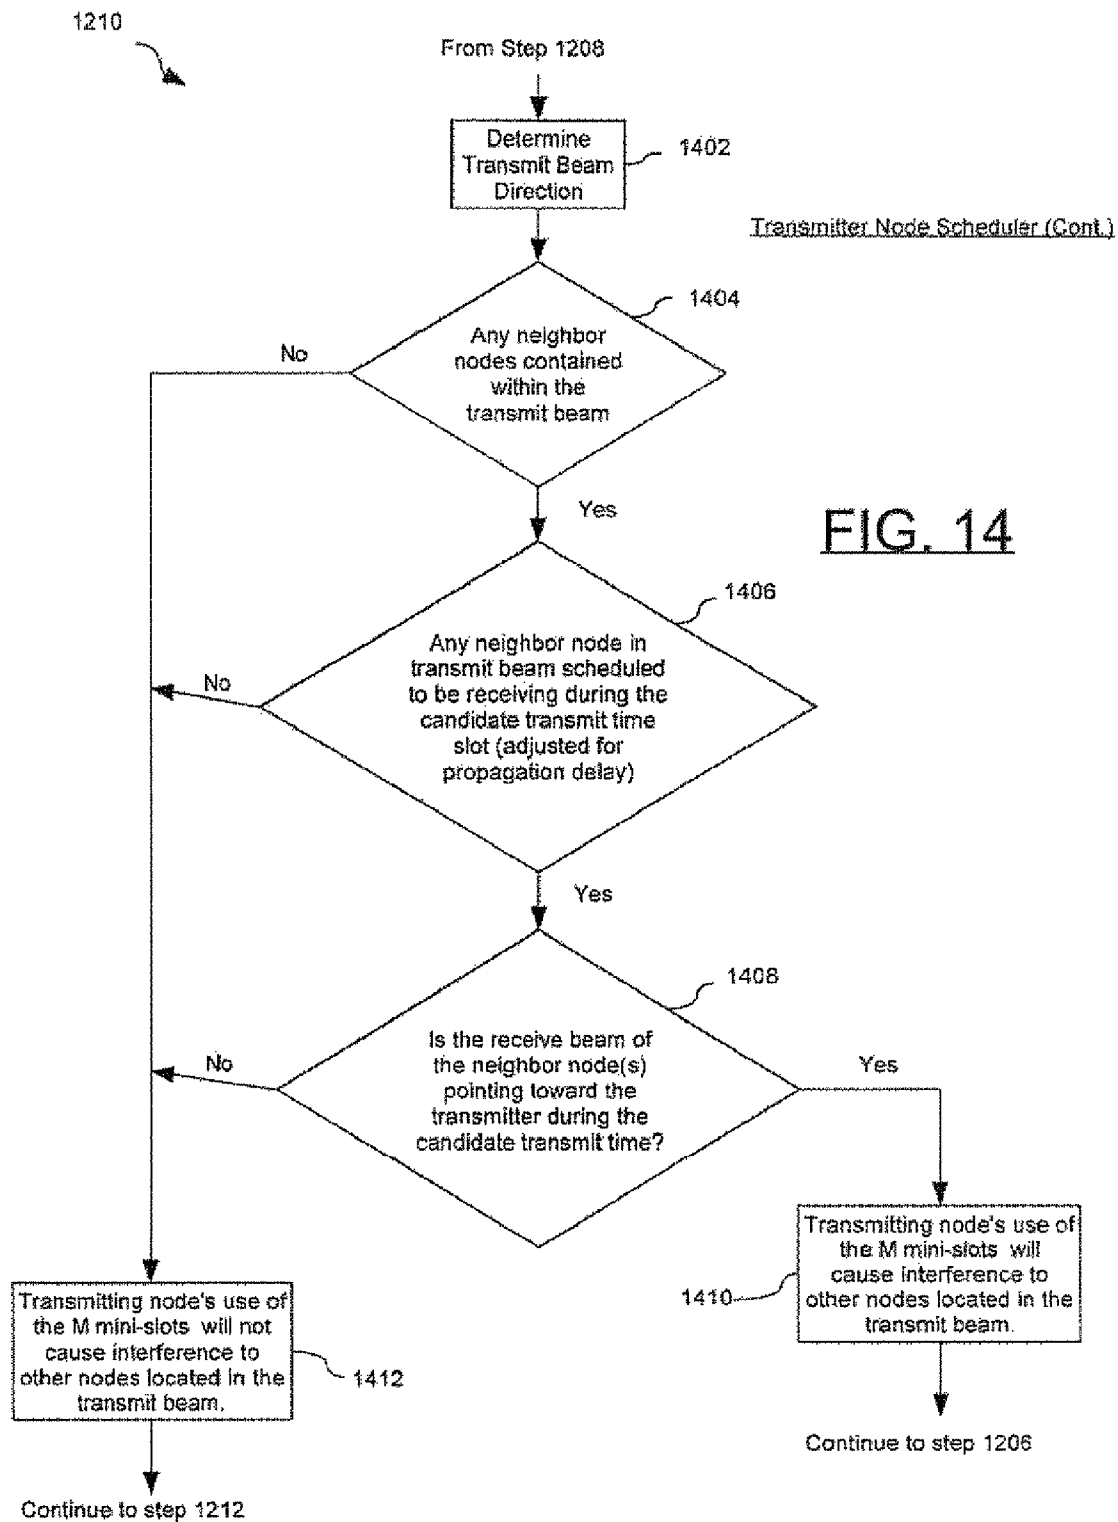 1210
From Step 1208
Determine
Transmit Beam
Direction
1402
Transmitter Node Scheduler (Cont.)
1404
Any neighbor
nodes contained
within the
transmit beam
No
Yes
FIG. 14
1406
Any neighbor node in
transmit beam scheduled
to be receiving during the
candidate transmit time
slot (adjusted for
propagation delay)
No
Yes
1408
Is the receive beam of
the neighbor node(s)
pointing toward the
transmitter during the
candidate transmit time?
No
Yes
Transmitting node's use of
the M mini-slots will
cause interference to
other nodes located in the
transmit beam.
1410
Transmitting node's use of
the M mini-slots will not
cause interference to
other nodes located in the
transmit beam.
1412
Continue to step 1206
Continue to step 1212